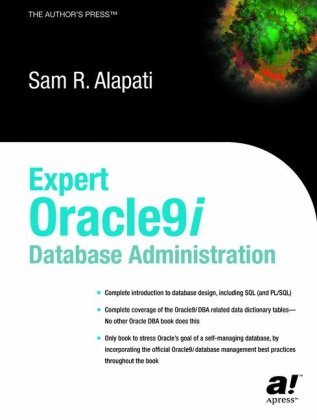 THE AUTHOR'S PRESS™
Sam R. Alapati
Expert
Oracle9i
Database Administration
• Complete introduction to database design, including SQL (and PL/SQL)
• Complete coverage of the Oracle9i DBA related data dictionary tables—
No other Oracle DBA book does this
• Only book to stress Oracle's goal of a self-managing database, by
incorporating the official Oracle9i database management best practices
throughout the book
a!
Apress™